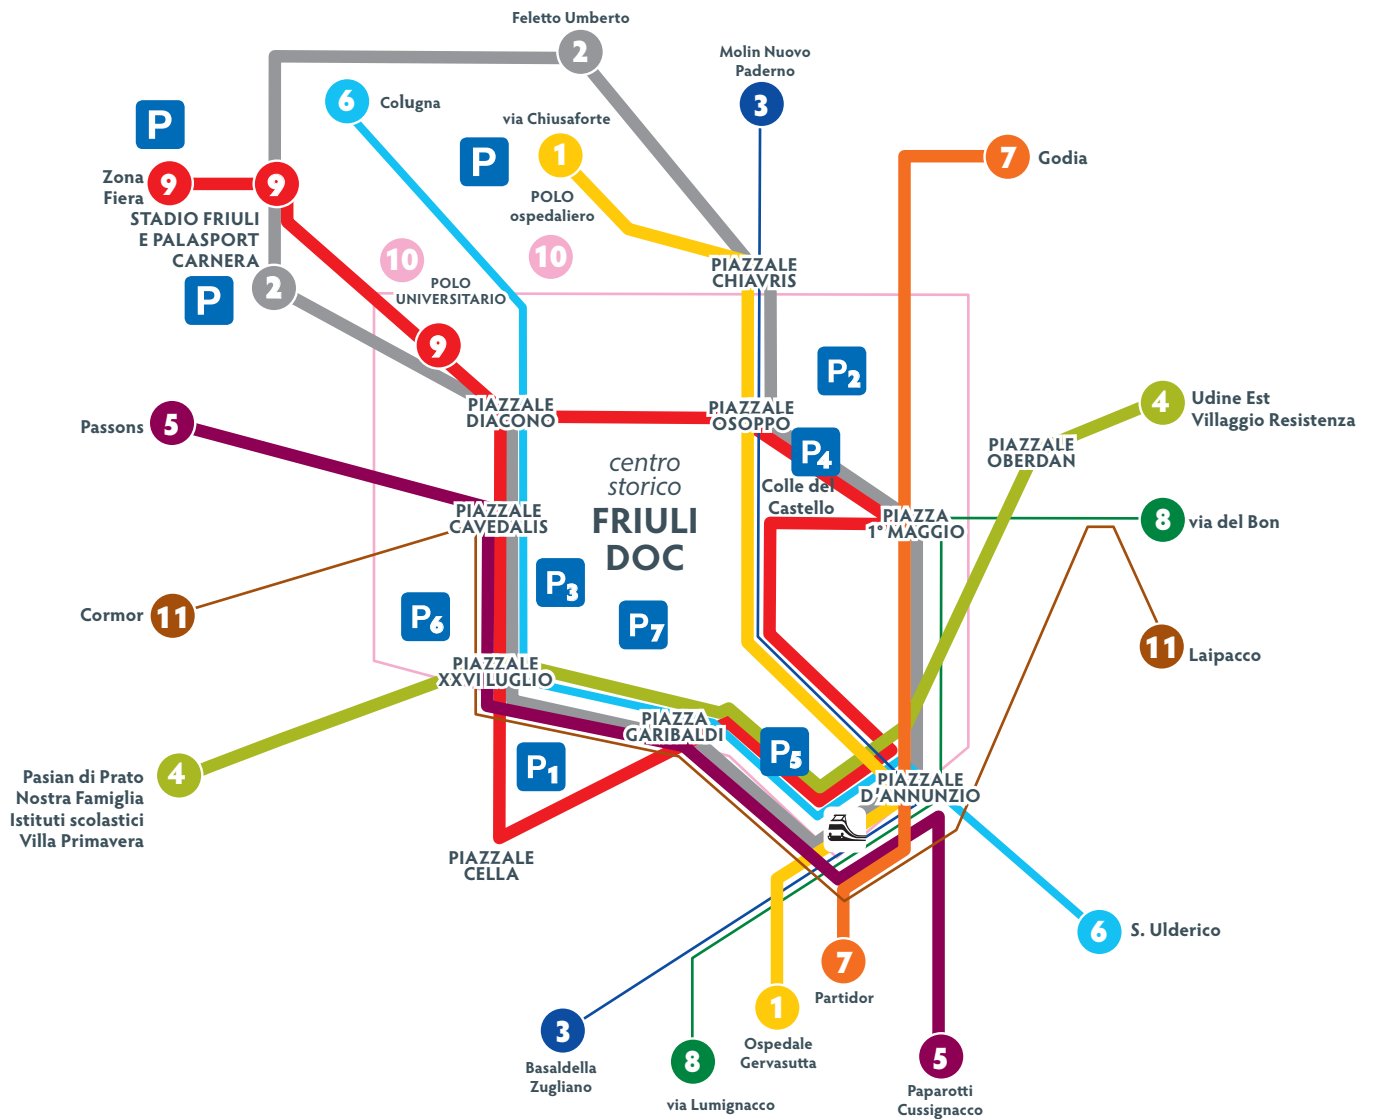 Feletto Umberto
2
Molin Nuovo
Paderno
3
6
Colugna
via Chiusaforte
1
P
P
7
Godia
Zona
Fiera
9
9
STADIO FRIULI
E PALASPORT
CARNERA
POLO
ospedaliero
10
10
POLO
UNIVERSITARIO
PIAZZALE
CHIAVRIS
2
P
9
P2
PIAZZALE
DIACONO
PIAZZALE
OSOPPO
4
Udine Est
Villaggio Resistenza
Passons
5
PIAZZALE
OBERDAN
centro
storico
FRIULI
DOC
P4
Colle del
Castello
PIAZZALE
CAVEDALIS
PIAZZA
1° MAGGIO
8
via del Bon
P3
Cormor
11
P6
P7
11
Laipacco
PIAZZALE
XXVI LUGLIO
PIAZZA
GARIBALDI
P1
P5
4
Pasian di Prato
Nostra Famiglia
Istituti scolastici
Villa Primavera
PIAZZALE
D'ANNUNZIO
PIAZZALE
CELLA
6
S. Ulderico
7
Partidor
1
Ospedale
Gervasutta
3
Basaldella
Zugliano
8
via Lumignacco
5
Paparotti
Cussignacco